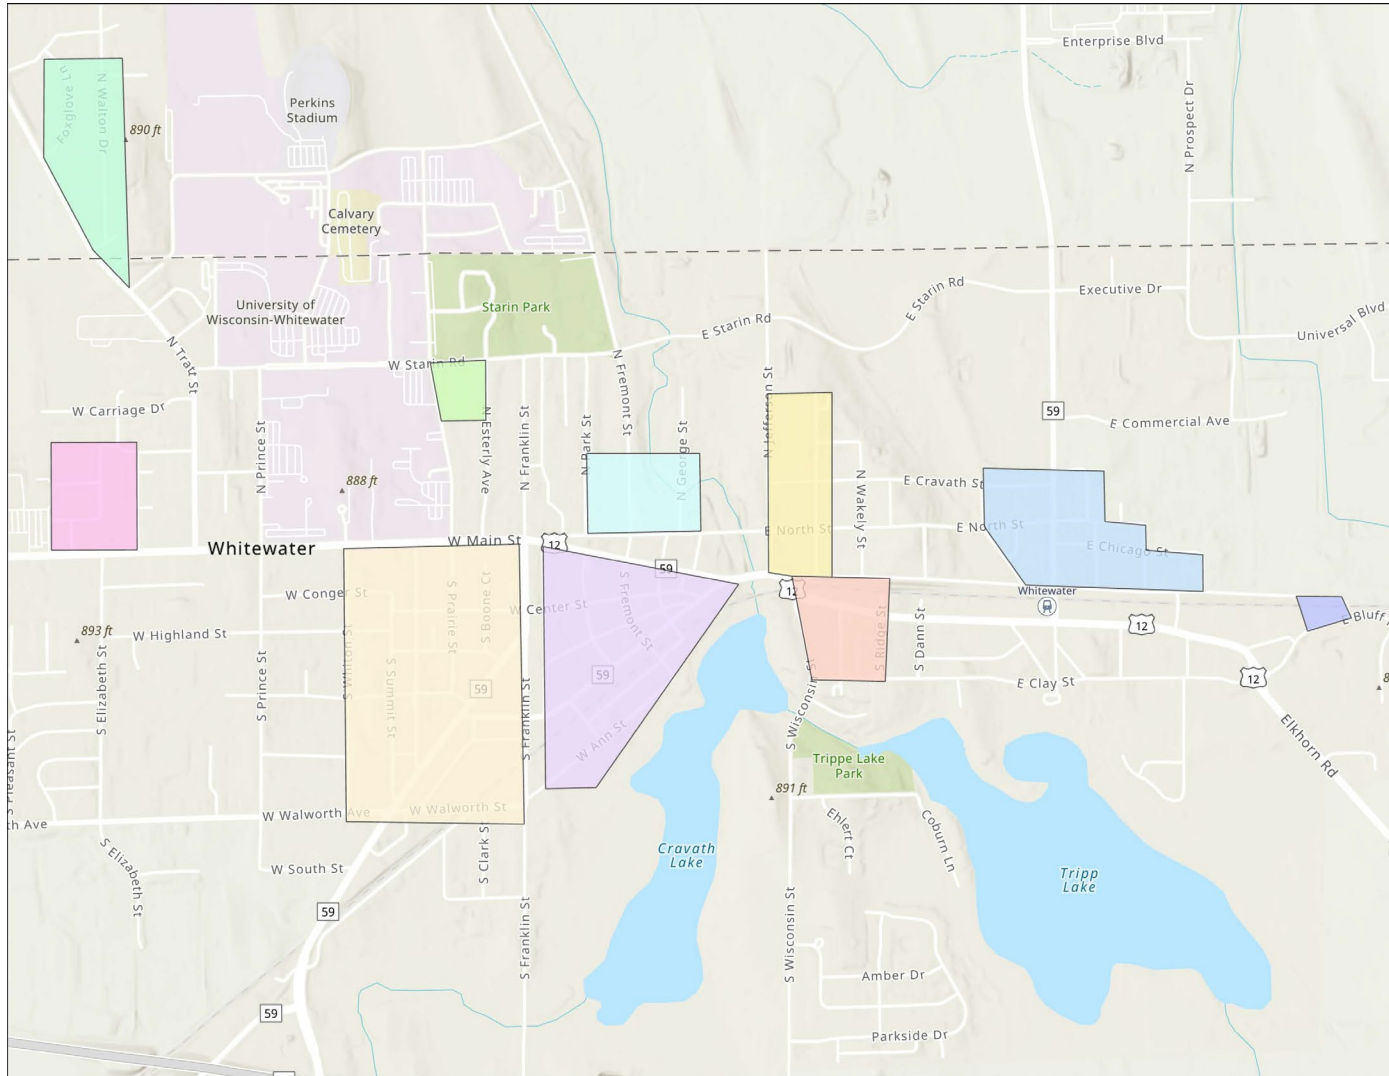 Enterprise Blvd
Foxglove Ln
N Walton Dr
890 ft
Perkins
Stadium
N Prospect Dr
Calvary
Cemetery
University of
Wisconsin-Whitewater
Starin Park
E Starin Rd
E Starin Rd
Executive Dr
Universal Blvd
N Tratt St
W Starin Rd
N Fremont St
N Jefferson St
W Carriage Dr
59
E Commercial Ave
N Prince St
N Esterly Ave
N Franklin St
N Park St
N George St
N Wakely St
888 ft
E Cravath St
E North St
E North St
E Chicago St
Whitewater
W Main St
12
59
12
Whitewater
W Conger St
S Prairie St
S Boone Ct
W Center St
S Fremont St
S Ridge St
S Dann St
12
E Bluff
893 ft
W Highland St
S Elizabeth St
S Prince St
S Whiton St
S Summit St
59
S Franklin St
59
W Ann St
S Wisconsin St
E Clay St
12
Elkhorn Rd
8
S Pleasant St
Trippe Lake
Park
891 ft
th Ave
W Walworth Ave
W Walworth St
Ehlert Ct
Coburn Ln
S Elizabeth St
W South St
S Clark St
Cravath
Lake
Tripp
Lake
59
S Franklin St
S Wisconsin St
Amber Dr
59
Parkside Dr